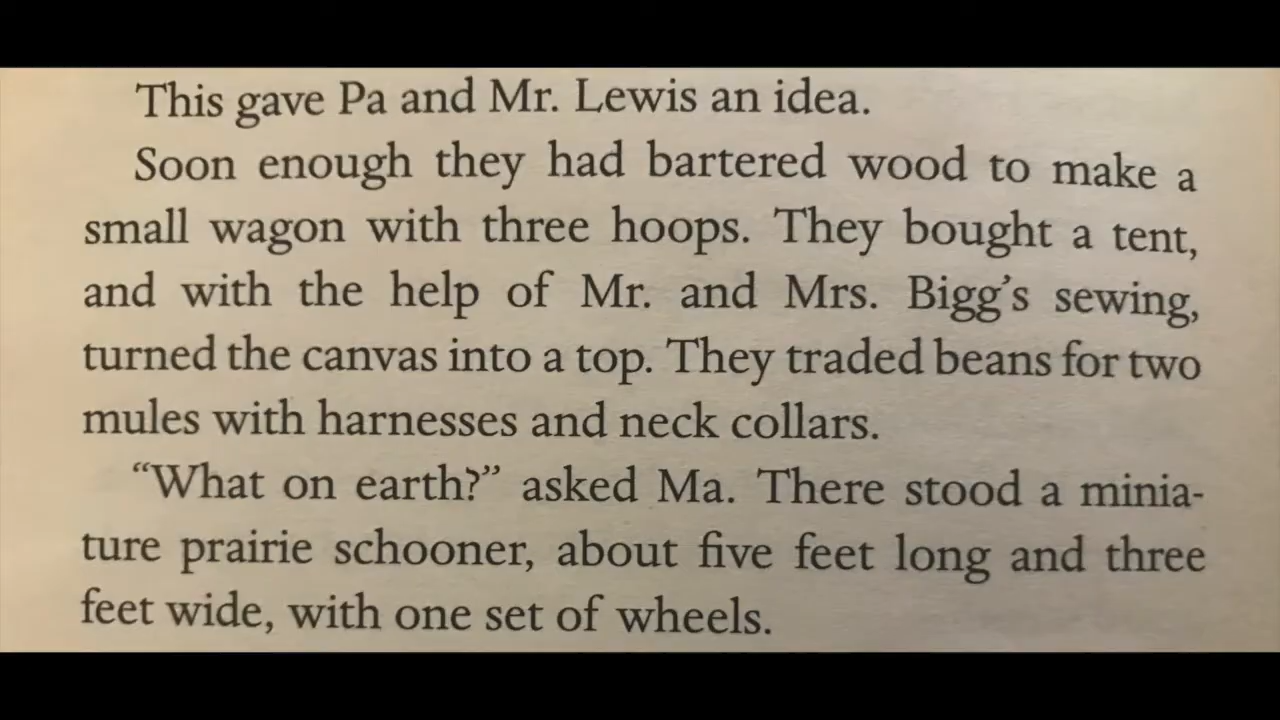 This gave Pa and Mr. Lewis an idea.
Soon enough they had bartered wood to make a
small wagon with three hoops. They bought a tent,
and with the help of Mr. and Mrs. Bigg’s sewing,
turned the canvas into a top. They traded beans for two
mules with harnesses and neck collars.
“What on earth?” asked Ma. There stood a minia-
ture prairie schooner, about five feet long and three
feet wide, with one set of wheels.